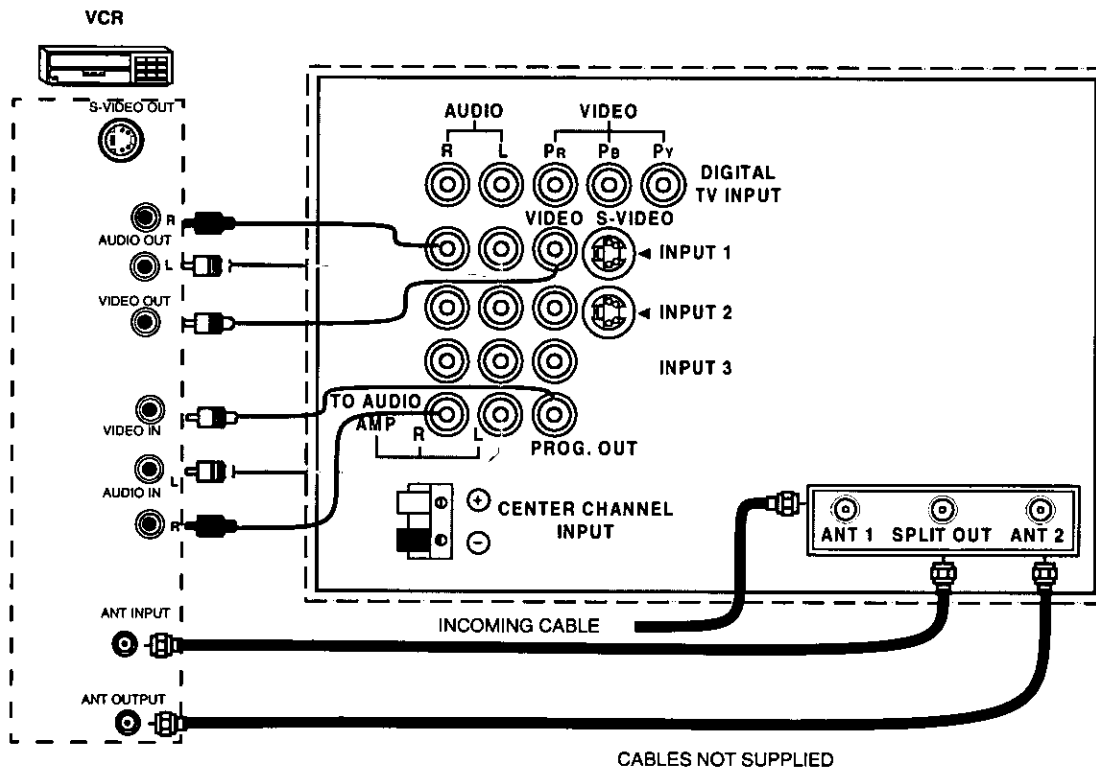 VCR
S-VIDEO OUT
R
AUDIO OUT
L
VIDEO OUT
VIDEO IN
L
AUDIO IN
R
ANT INPUT
ANT OUTPUT
AUDIO
VIDEO
R
L
PR
PB
PY
DIGITAL
TV INPUT
VIDEO S-VIDEO
INPUT 1
INPUT 2
INPUT 3
TO AUDIO
AMP
R
L
PROG. OUT
+
CENTER CHANNEL
INPUT
−
ANT 1
SPLIT OUT
ANT 2
INCOMING CABLE
CABLES NOT SUPPLIED